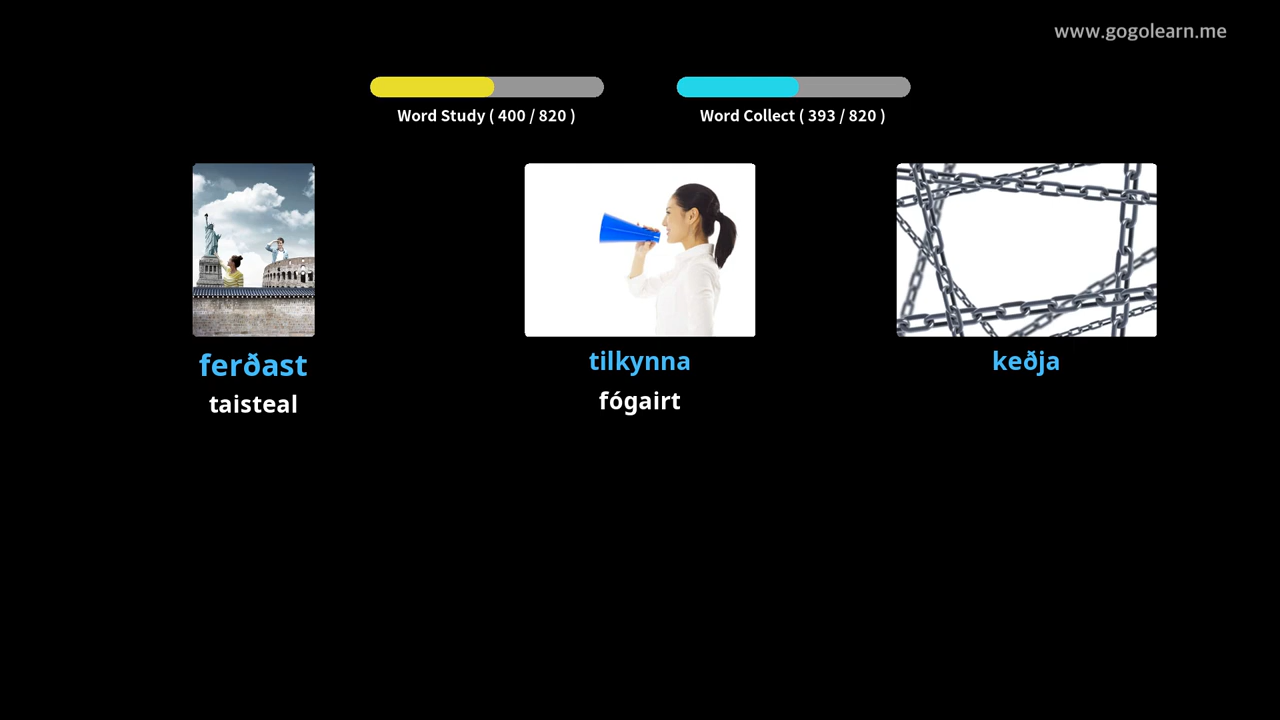 www.gogolearn.me
Word Study ( 400 / 820 )
Word Collect ( 393 / 820 )
ferðast
taisteal
tilkynna
fógairt
keðja